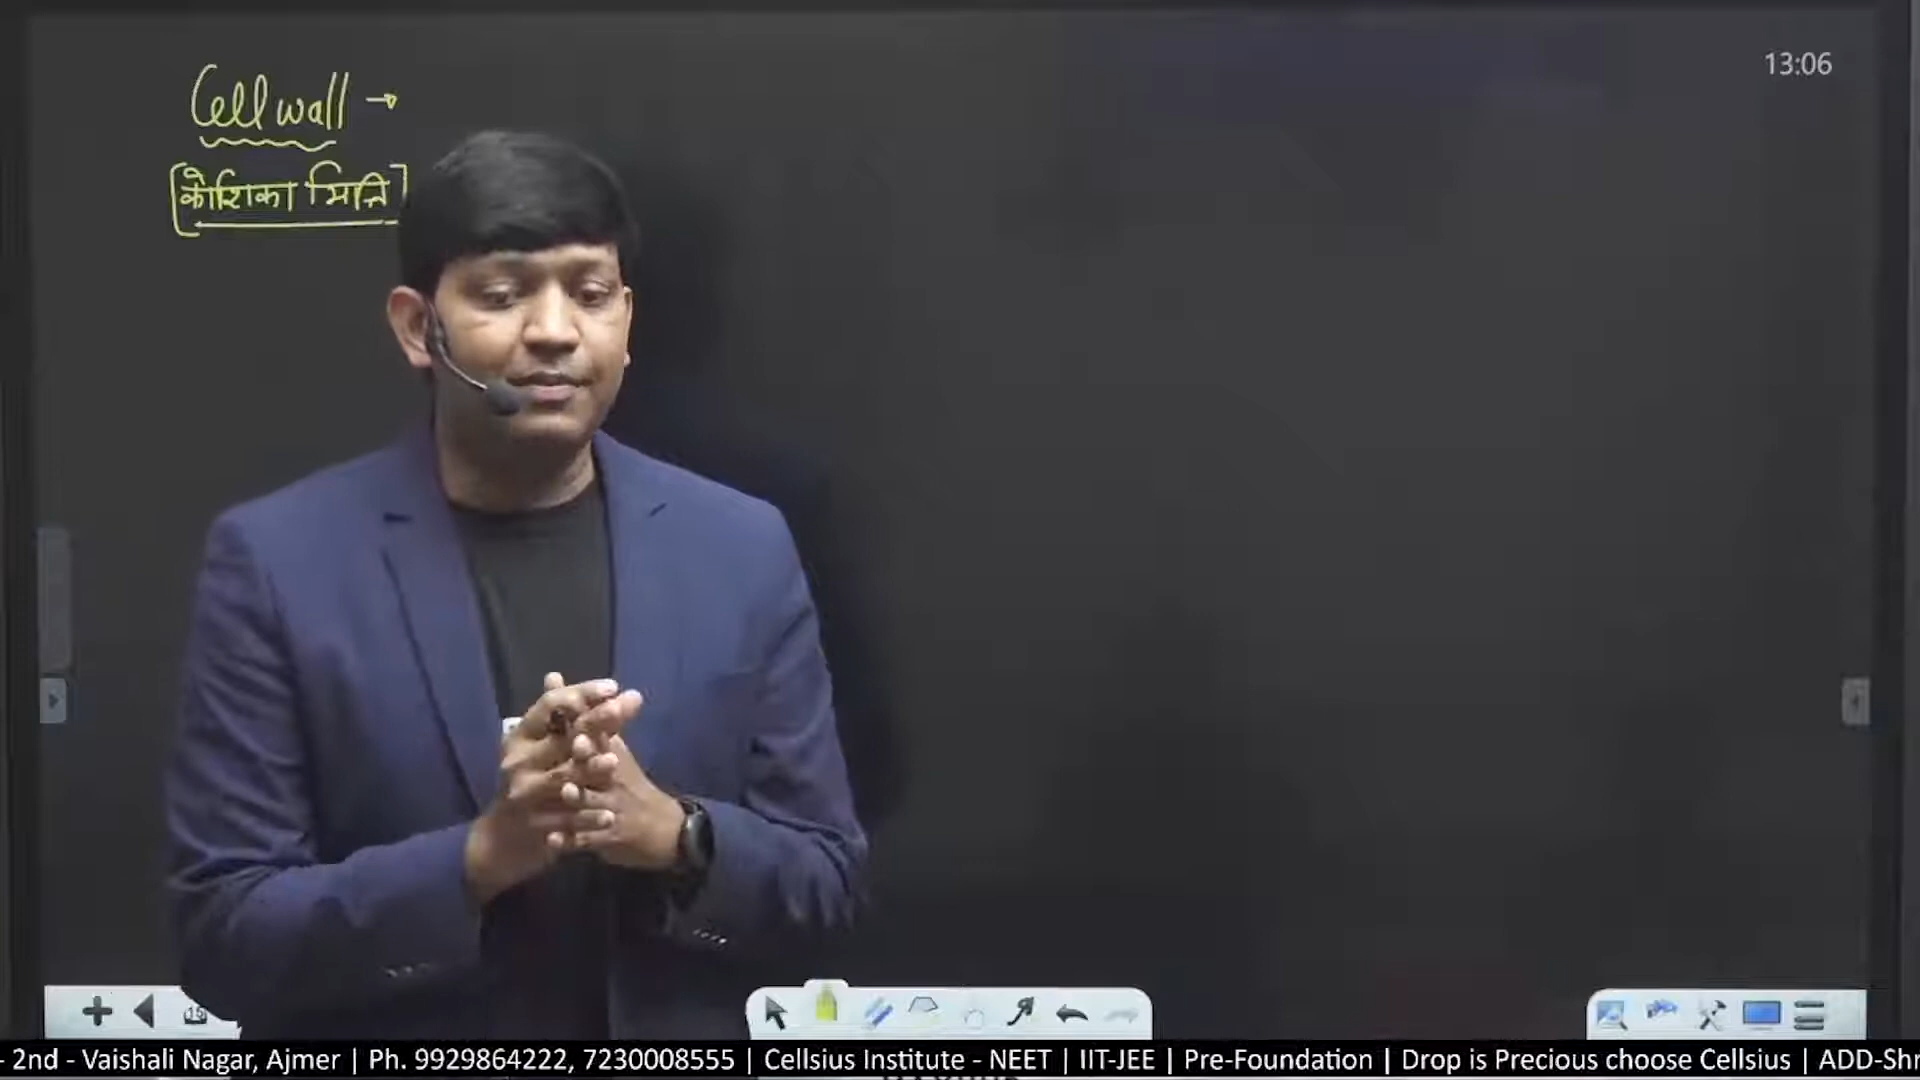 13:06
Cell wall →
[कोशिका भित्ति]
- 2nd - Vaishali Nagar, Ajmer | Ph. 9929864222, 7230008555 | Cellsius Institute - NEET | IIT-JEE | Pre-Foundation | Drop is Precious choose Cellsius | ADD-Shr